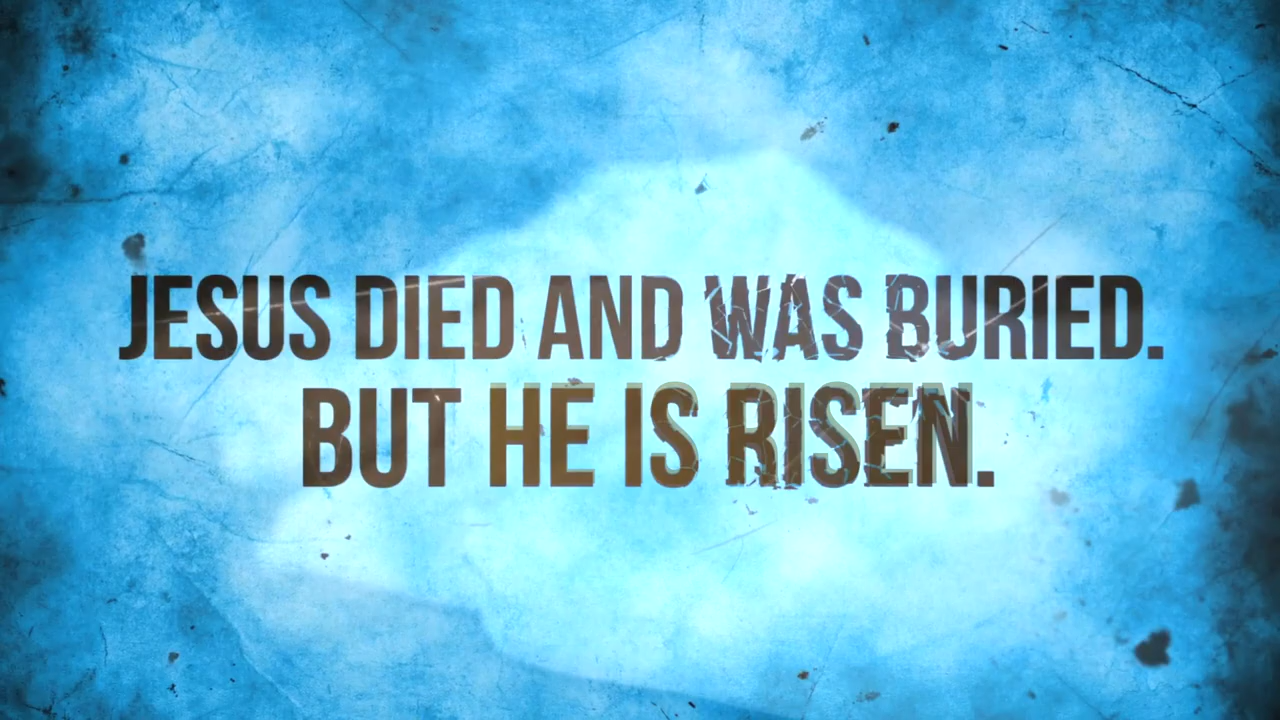 JESUS DIED AND WAS BURIED.
BUT HE IS RISEN.